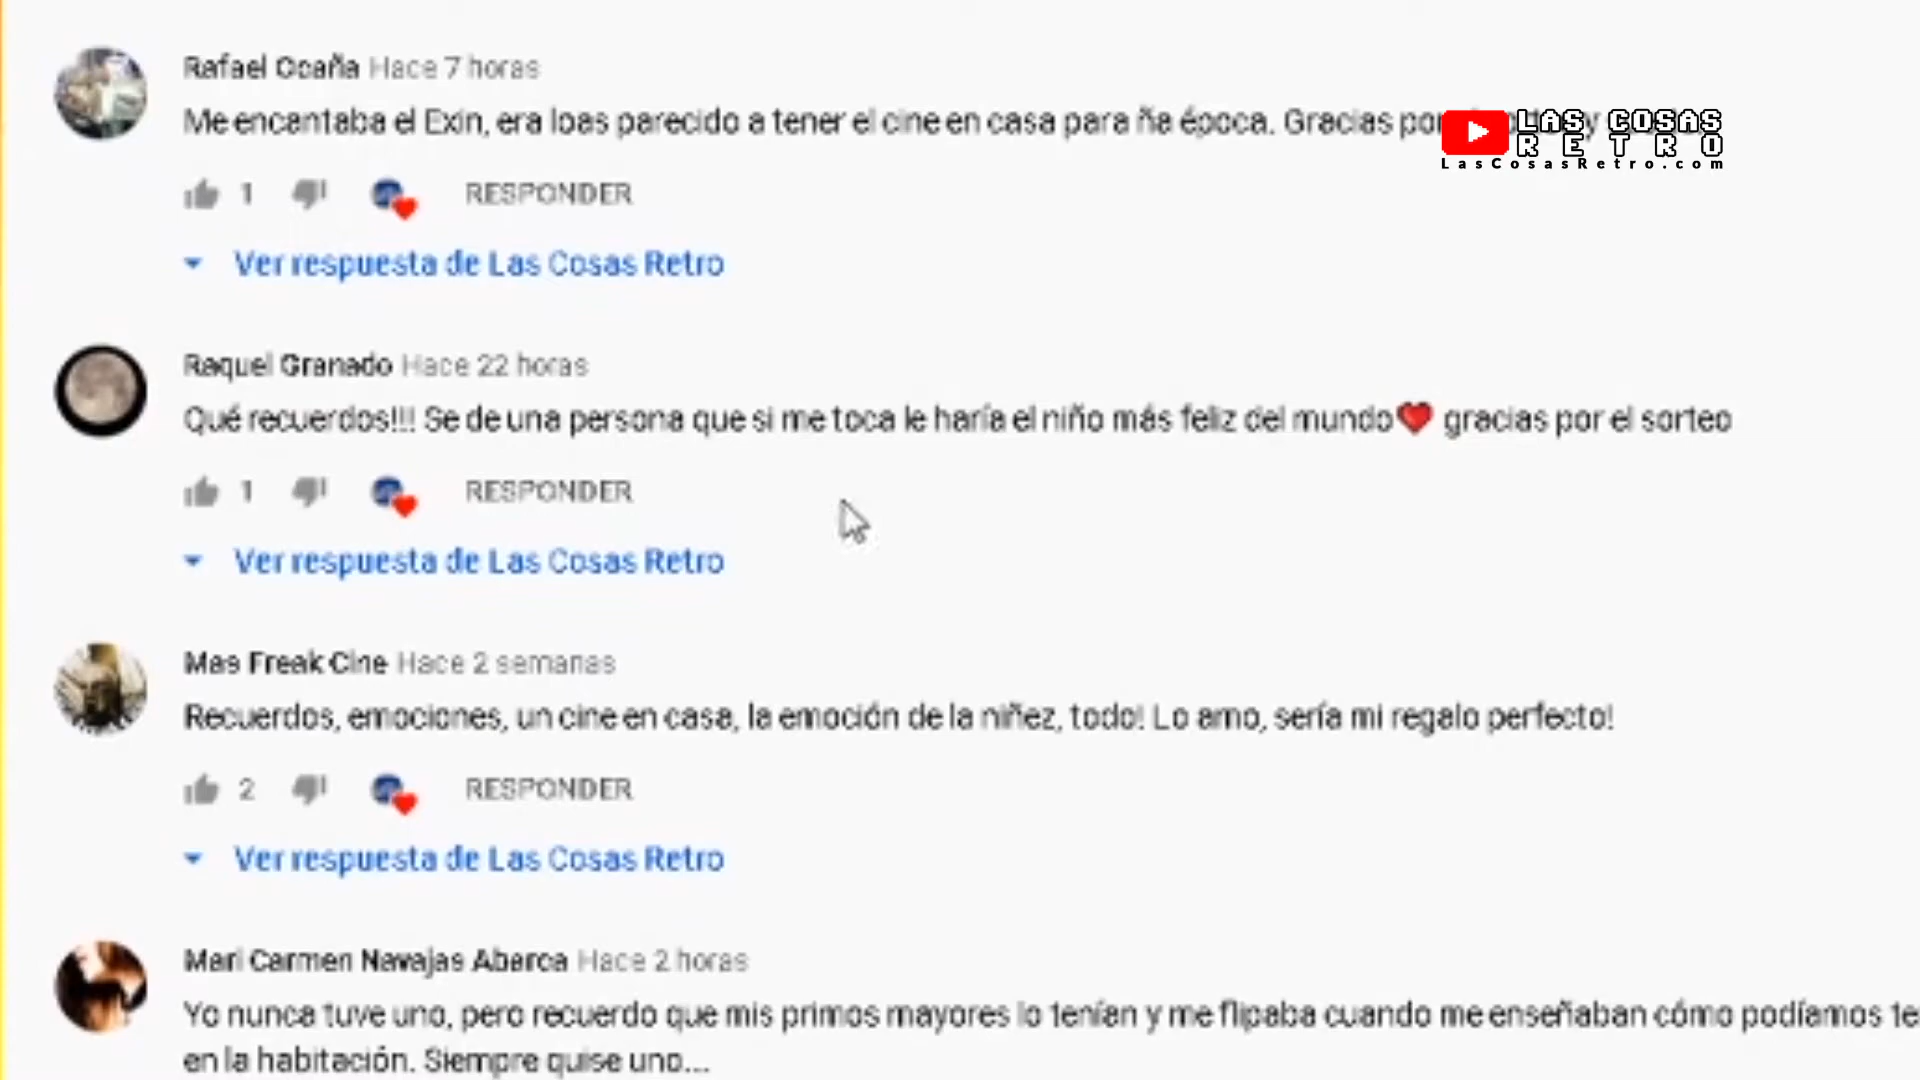 Rafael Ocaña Hace 7 horas
Me encantaba el Exin, era loas parecido a tener el cine en casa para ña época. Gracias por
LAS COSAS
RETRO
LasCosasRetro.com
1 RESPONDER
Ver respuesta de Las Cosas Retro
Raquel Granado Hace 22 horas
Qué recuerdos!!! Se de una persona que si me toca le haría el niño más feliz del mundo❤ gracias por el sorteo
1 RESPONDER
Ver respuesta de Las Cosas Retro
Mas Freak Cine Hace 2 semanas
Recuerdos, emociones, un cine en casa, la emoción de la niñez, todo! Lo amo, sería mi regalo perfecto!
2 RESPONDER
Ver respuesta de Las Cosas Retro
Mari Carmen Navajas Abarca Hace 2 horas
Yo nunca tuve uno, pero recuerdo que mis primos mayores lo tenían y me flipaba cuando me enseñaban cómo podíamos te
en la habitación. Siempre quise uno...